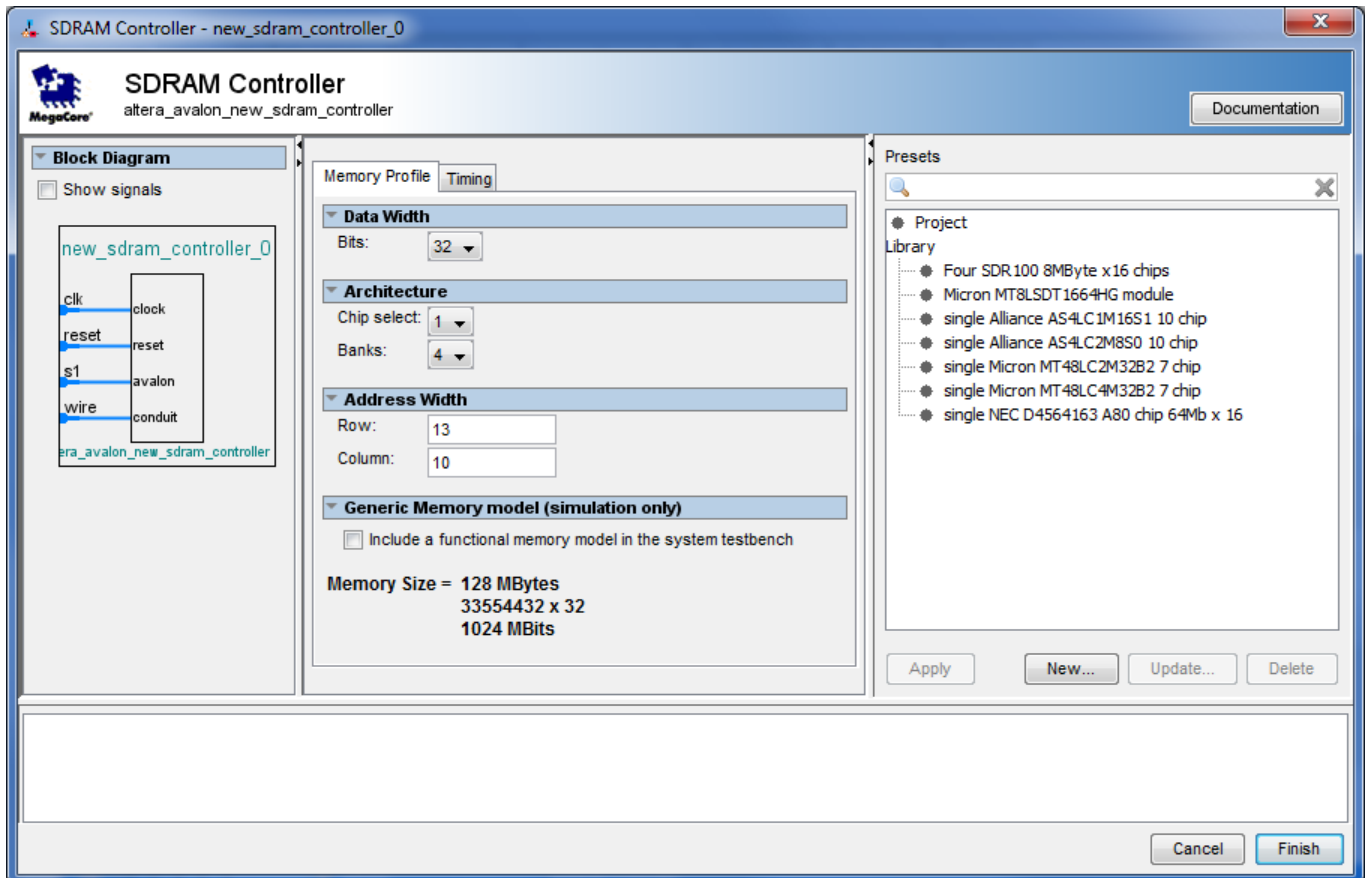 SDRAM Controller - new_sdram_controller_0
SDRAM Controller
altera_avalon_new_sdram_controller
MegaCore®
Documentation
Block Diagram
Show signals
new_sdram_controller_0
clk
clock
reset
reset
s1
avalon
wire
conduit
era_avalon_new_sdram_controller
Memory Profile
Timing
Data Width
Bits: 32
Architecture
Chip select: 1
Banks: 4
Address Width
Row: 13
Column: 10
Generic Memory model (simulation only)
Include a functional memory model in the system testbench
Memory Size = 128 MBytes
33554432 x 32
1024 MBits
Presets
Project
Library
Four SDR100 8MByte x16 chips
Micron MT8LSDT1664HG module
single Alliance AS4LC1M16S1 10 chip
single Alliance AS4LC2M8S0 10 chip
single Micron MT48LC2M32B2 7 chip
single Micron MT48LC4M32B2 7 chip
single NEC D4564163 A80 chip 64Mb x 16
Apply
New...
Update...
Delete
Cancel
Finish